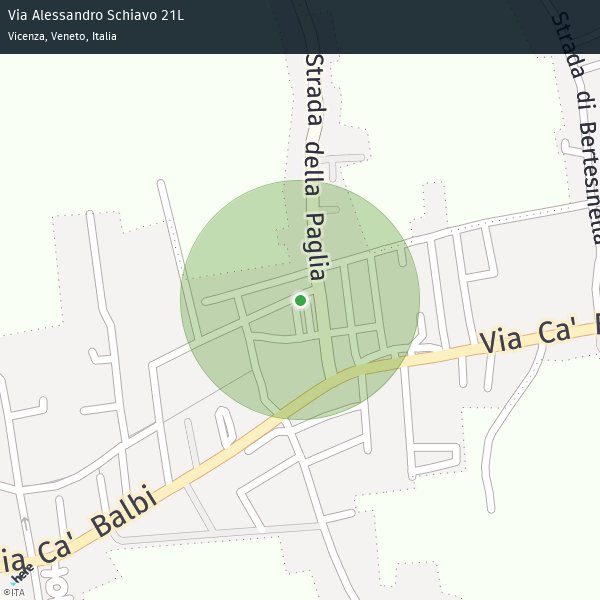 Via Alessandro Schiavo 21L
Vicenza, Veneto, Italia
Strada della Paglia
Strada di Bertesinella
Via Ca'
Via Ca' Balbi
here